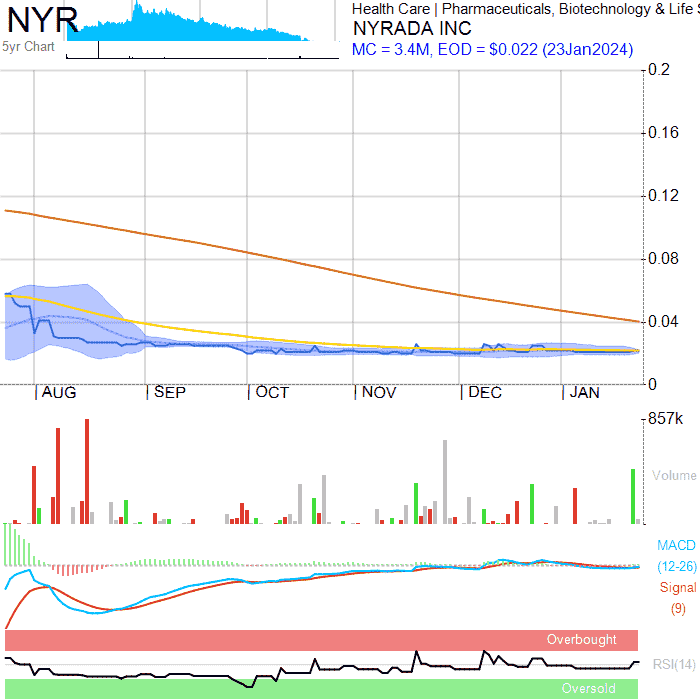 NYR
Health Care | Pharmaceuticals, Biotechnology & Life
NYRADA INC
5yr Chart
MC = 3.4M, EOD = $0.022 (23Jan2024)
0.2
0.16
0.12
0.08
0.04
0
| AUG | SEP | OCT | NOV | DEC | JAN
857k
Volume
MACD
(12-26)
Signal
(9)
Overbought
RSI(14)
Oversold